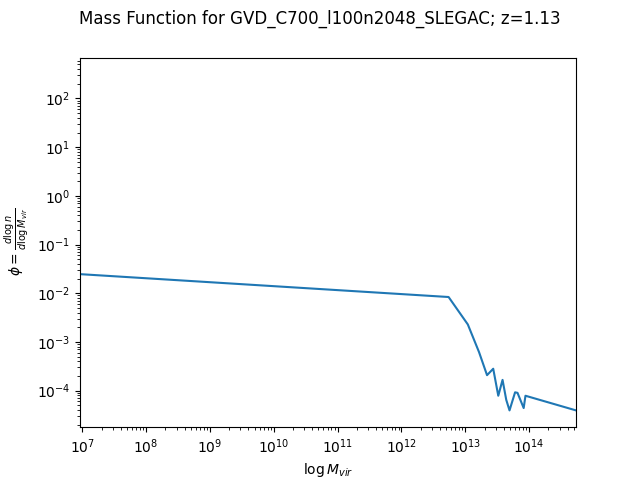 Mass Function for GVD_C700_l100n2048_SLEGAC; z=1.13
10^2
10^1
10^0
10^-1
10^-2
10^-3
10^-4
ϕ = d log n / d log M_vir
10^7 10^8 10^9 10^10 10^11 10^12 10^13 10^14
log M_vir